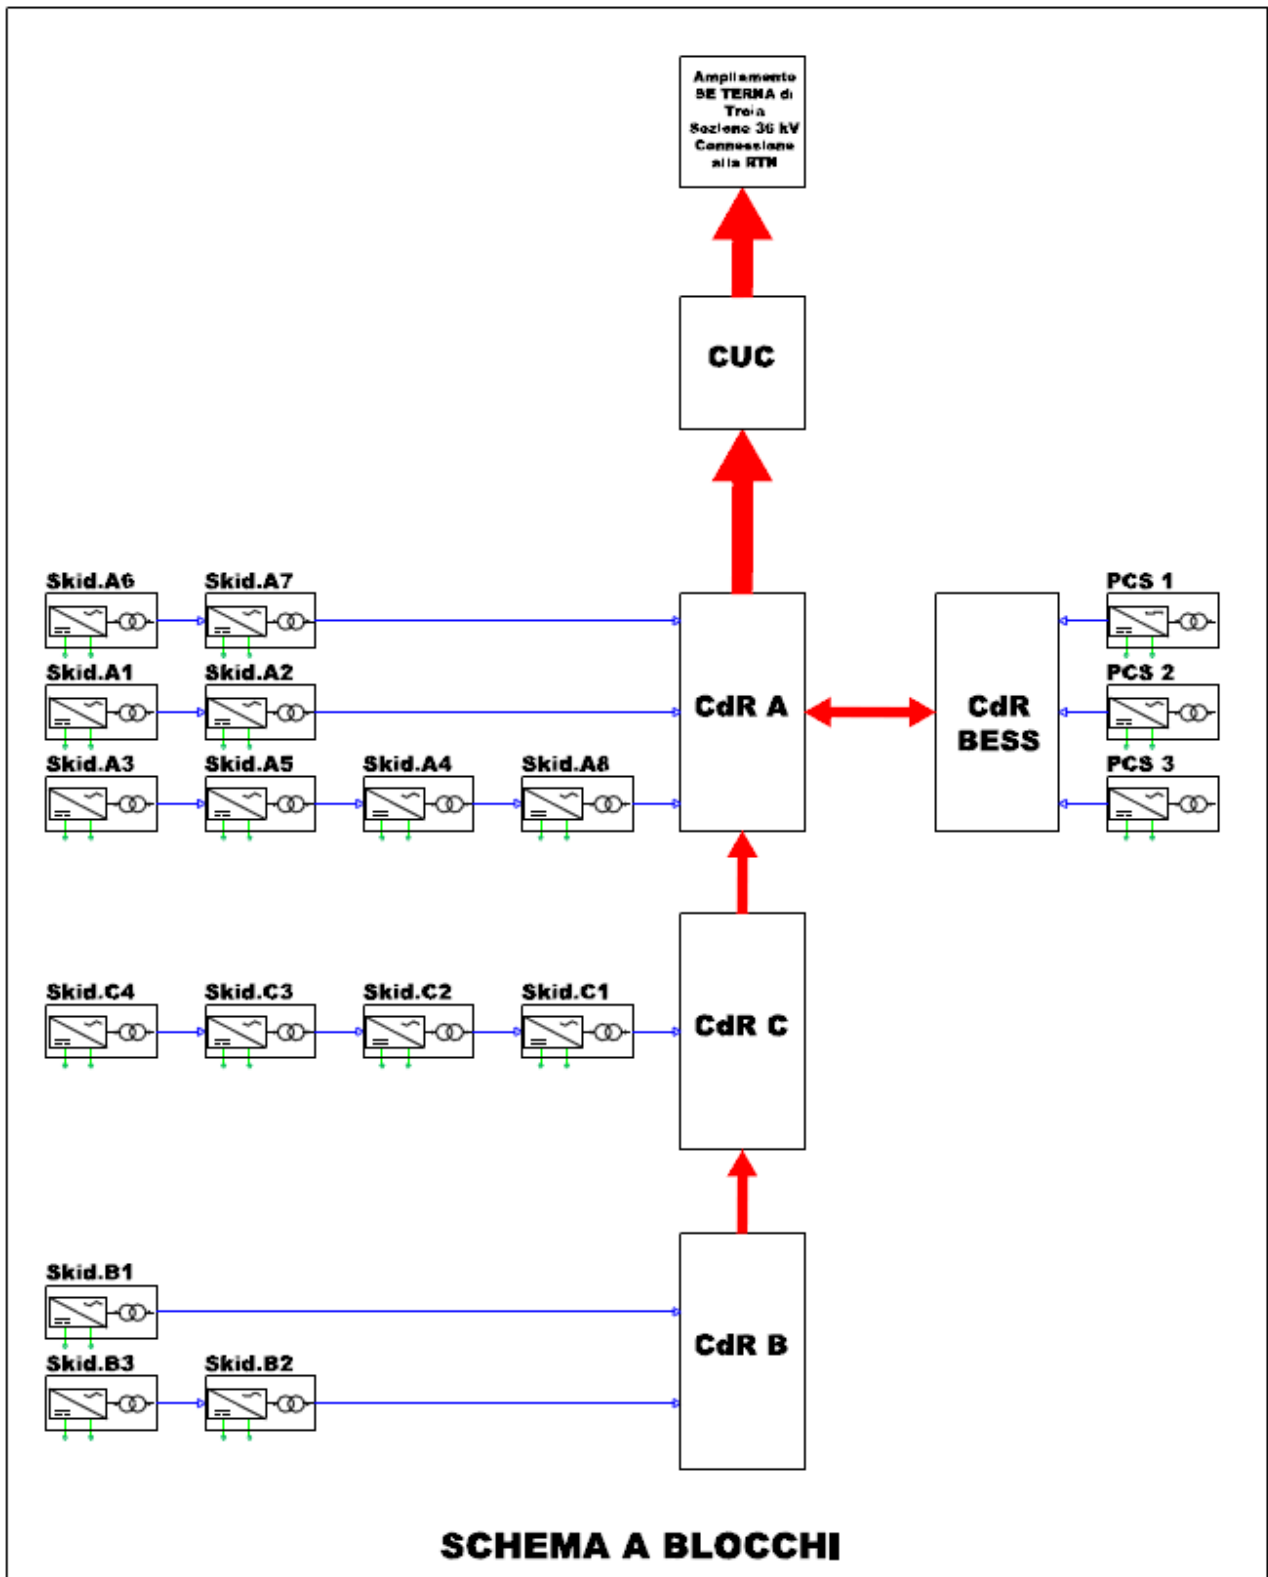 Ampliamento
SE TERNA di
Troia
Sezione 36 kV
Connessione
alla RTN
CUC
Skid.A6
Skid.A7
PCS 1
Skid.A1
Skid.A2
CdR A
CdR
BESS
PCS 2
Skid.A3
Skid.A5
Skid.A4
Skid.A8
PCS 3
Skid.C4
Skid.C3
Skid.C2
Skid.C1
CdR C
Skid.B1
CdR B
Skid.B3
Skid.B2
SCHEMA A BLOCCHI